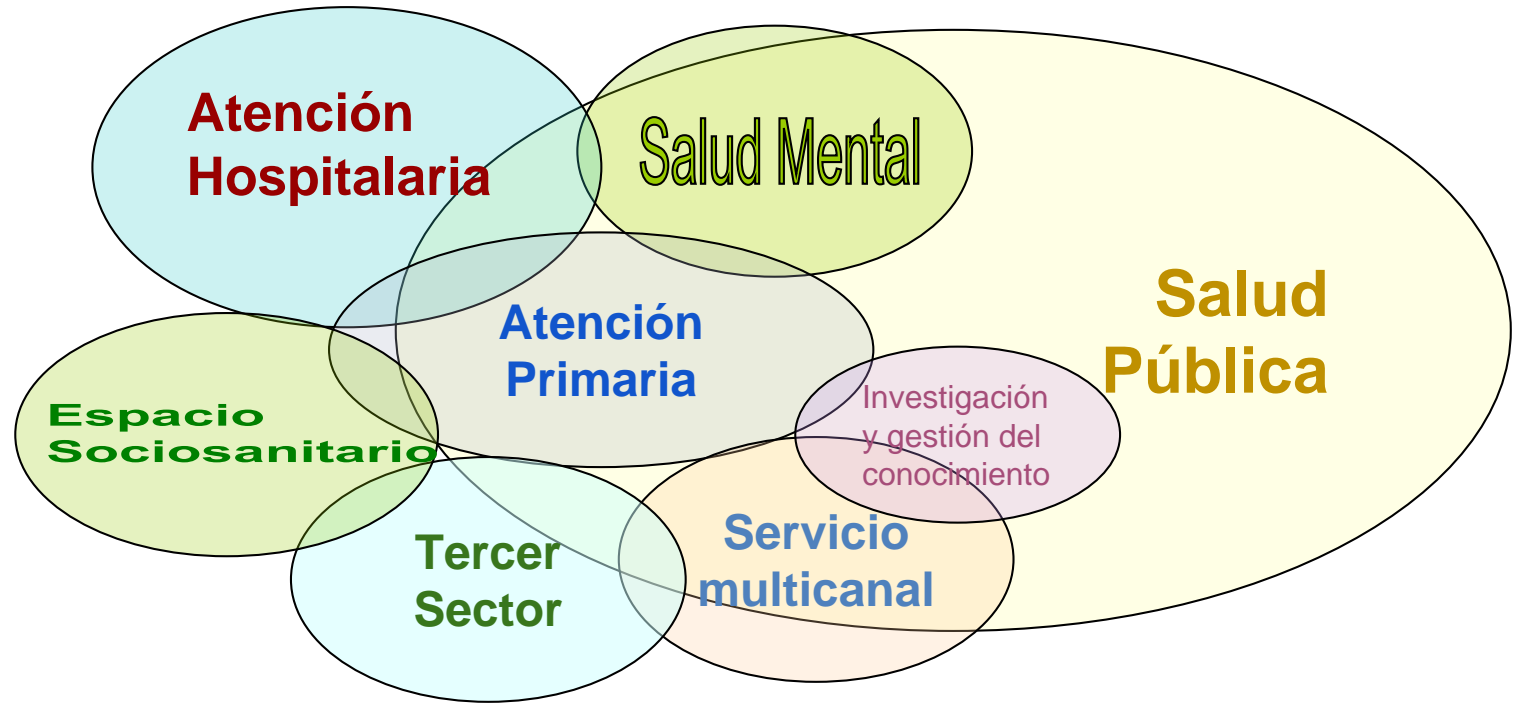 Atención
Hospitalaria
Salud Mental
Salud
Pública
Atención
Primaria
Investigación
y gestión del
conocimiento
Espacio
Sociosanitario
Servicio
multicanal
Tercer
Sector